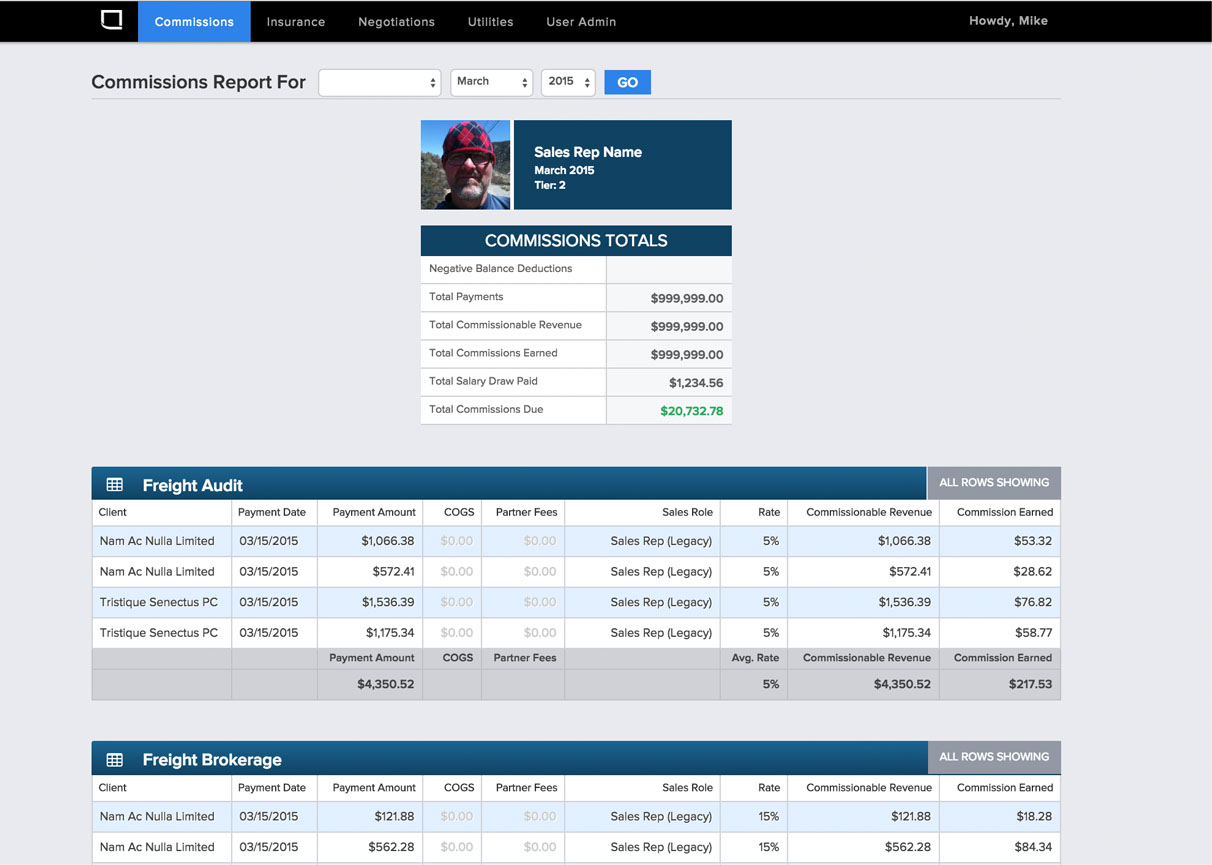 Commissions Insurance Negotiations Utilities User Admin Howdy, Mike
Commissions Report For March 2015 GO
Sales Rep Name
March 2015
Tier: 2
COMMISSIONS TOTALS
Negative Balance Deductions
Total Payments $999,999.00
Total Commissionable Revenue $999,999.00
Total Commissions Earned $999,999.00
Total Salary Draw Paid $1,234.56
Total Commissions Due $20,732.78
Freight Audit ALL ROWS SHOWING
Client Payment Date Payment Amount COGS Partner Fees Sales Role Rate Commissionable Revenue Commission Earned
Nam Ac Nulla Limited 03/15/2015 $1,066.38 $0.00 $0.00 Sales Rep (Legacy) 5% $1,066.38 $53.32
Nam Ac Nulla Limited 03/15/2015 $572.41 $0.00 $0.00 Sales Rep (Legacy) 5% $572.41 $28.62
Tristique Senectus PC 03/15/2015 $1,536.39 $0.00 $0.00 Sales Rep (Legacy) 5% $1,536.39 $76.82
Tristique Senectus PC 03/15/2015 $1,175.34 $0.00 $0.00 Sales Rep (Legacy) 5% $1,175.34 $58.77
Payment Amount COGS Partner Fees Avg. Rate Commissionable Revenue Commission Earned
$4,350.52 5% $4,350.52 $217.53
Freight Brokerage ALL ROWS SHOWING
Client Payment Date Payment Amount COGS Partner Fees Sales Role Rate Commissionable Revenue Commission Earned
Nam Ac Nulla Limited 03/15/2015 $121.88 $0.00 $0.00 Sales Rep (Legacy) 15% $121.88 $18.28
Nam Ac Nulla Limited 03/15/2015 $562.28 $0.00 $0.00 Sales Rep (Legacy) 15% $562.28 $84.34